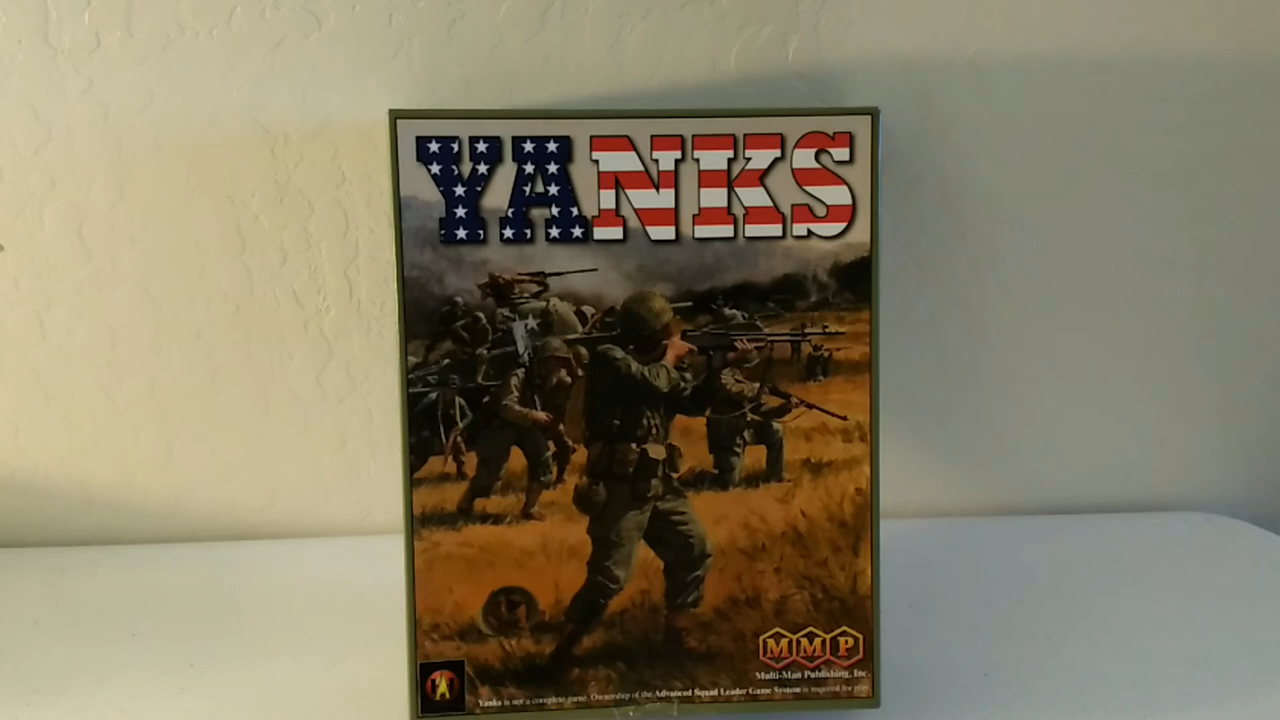 YANKS
MMP
Multi-Man Publishing, Inc.
Yanks is not a complete game. Ownership of the Advanced Squad Leader Game System is required for play